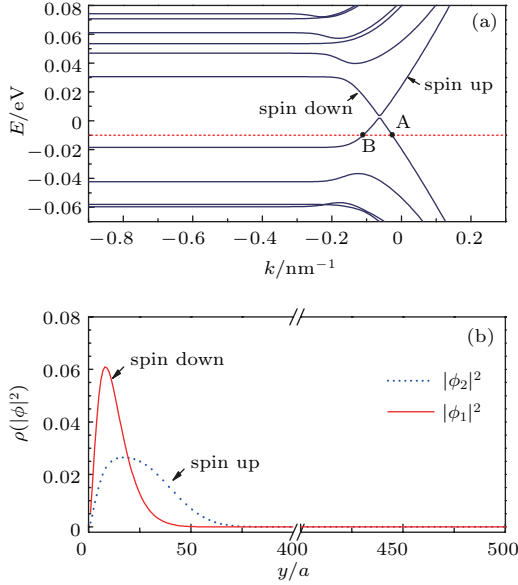 0.08
(a)
0.06
0.04
spin up
0.02
spin down
E/eV
0
A
B
−0.02
−0.04
−0.06
−0.8
−0.6
−0.4
−0.2
0
0.2
k/nm⁻¹
0.08
(b)
spin down
0.06
|ϕ₂|²
|ϕ₁|²
ρ(|ϕ|²)
0.04
spin up
0.02
0
0
25
50
400
450
500
y/a